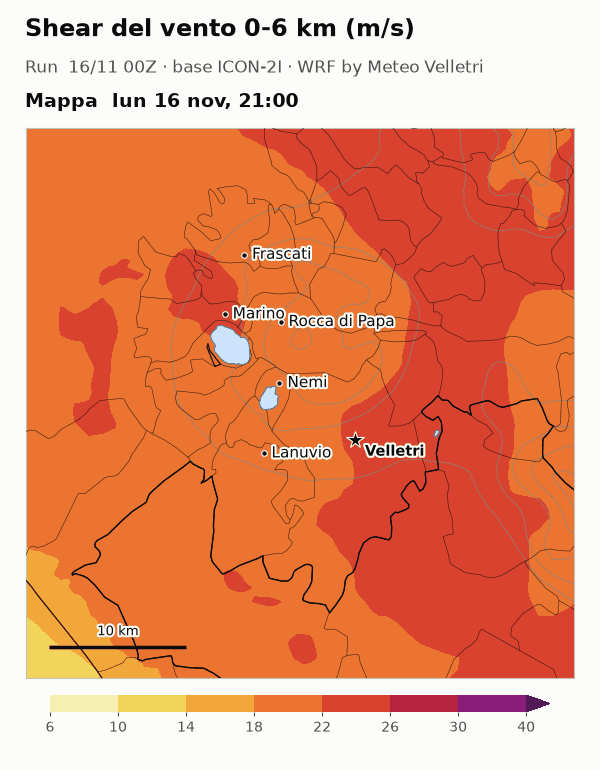 Shear del vento 0-6 km (m/s)
Run  16/11 00Z · base ICON-2I · WRF by Meteo Velletri
Mappa  lun 16 nov, 21:00
Frascati
Marino
Rocca di Papa
Nemi
Velletri
Lanuvio
10 km
6 10 14 18 22 26 30 40